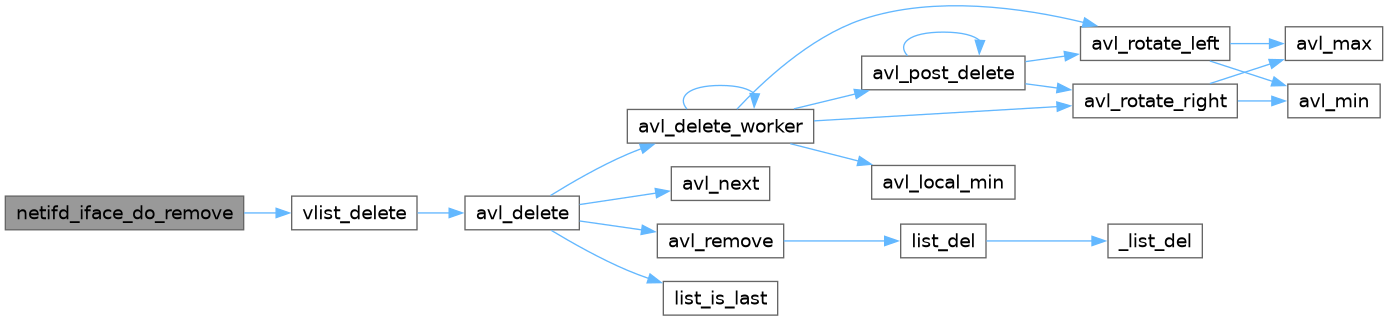 netifd_iface_do_remove
vlist_delete
avl_delete
avl_delete_worker
avl_next
avl_remove
list_is_last
avl_post_delete
avl_local_min
list_del
avl_rotate_left
avl_rotate_right
_list_del
avl_max
avl_min